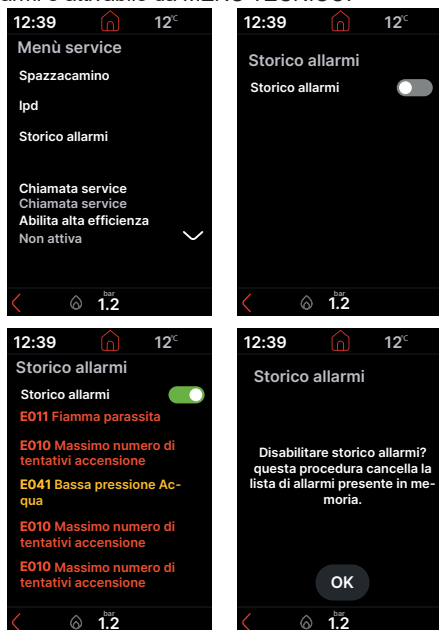 12:39 12°C
Menù service
Spazzacamino
Ipd
Storico allarmi
Chiamata service
Chiamata service
Abilita alta efficienza
Non attiva
bar
1.2
12:39 12°C
Storico allarmi
Storico allarmi
bar
1.2
12:39 12°C
Storico allarmi
Storico allarmi
E011 Fiamma parassita
E010 Massimo numero di
tentativi accensione
E041 Bassa pressione Ac-
qua
E010 Massimo numero di
tentativi accensione
E010 Massimo numero di
tentativi accensione
bar
1.2
12:39 12°C
Storico allarmi
Disabilitare storico allarmi?
questa procedura cancella la
lista di allarmi presente in me-
moria.
OK
bar
1.2